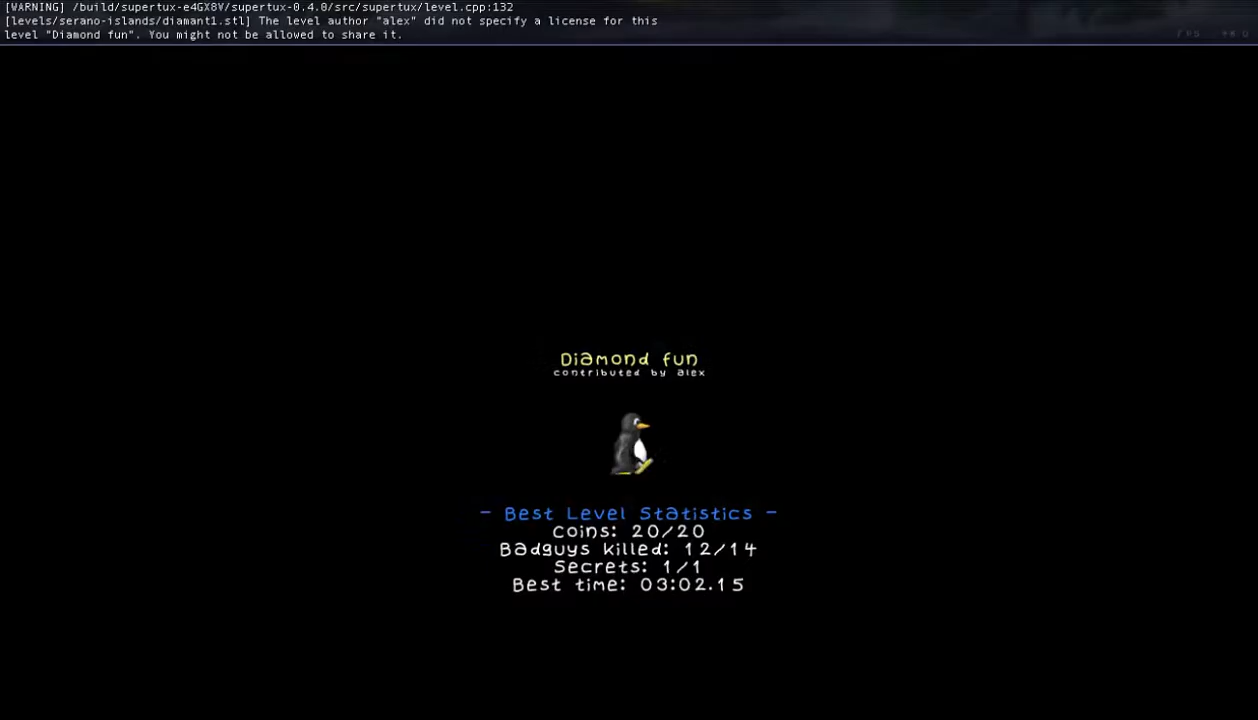 [WARNING] /build/supertux-e4GX8V/supertux-0.4.0/src/supertux/level.cpp:132
[levels/serano-islands/diamant1.stl] The level author "alex" did not specify a license for this
level "Diamond fun". You might not be allowed to share it.
FPS
Diamond fun
contributed by alex
- Best Level Statistics -
Coins: 20/20
Badguys killed: 12/14
Secrets: 1/1
Best time: 03:02.15